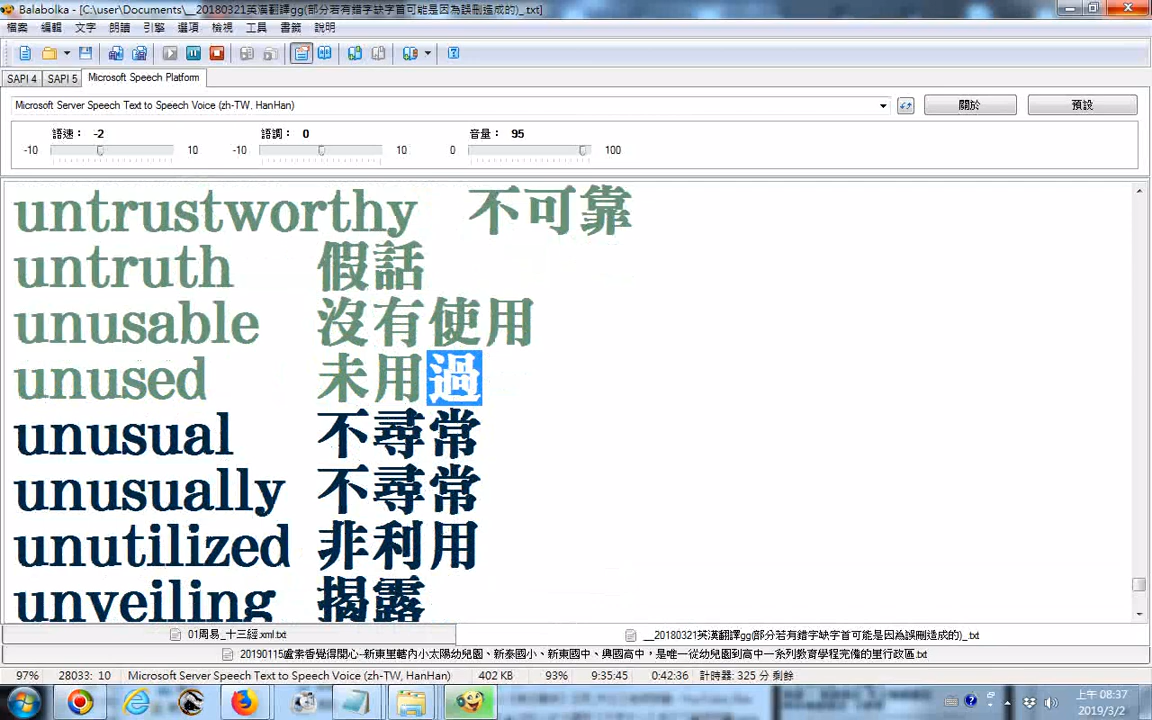 Balabolka - [C:\user\Documents\__20180321英漢翻譯gg(部分若有錯字缺字首可能是因為誤刪造成的)_.txt]
檔案 編輯 文字 朗讀 引擎 選項 檢視 工具 書籤 說明
SAPI 4 SAPI 5 Microsoft Speech Platform
Microsoft Server Speech Text to Speech Voice (zh-TW, HanHan) 關於 預設
語速： -2 語調： 0 音量： 95
-10 10 -10 10 0 100
untrustworthy 不可靠
untruth 假話
unusable 沒有使用
unused 未用過
unusual 不尋常
unusually 不尋常
unutilized 非利用
unveiling 揭露
01周易_十三經.xml.txt __20180321英漢翻譯gg(部分若有錯字缺字首可能是因為誤刪造成的)_.txt
20190115盧素香覺得開心-新東里轄內小太陽幼兒園、新泰國小、新東國中、興國高中，是唯一從幼兒園到高中一系列教育學程完備的里行政區.txt
97% 28033: 10 Microsoft Server Speech Text to Speech Voice (zh-TW, HanHan) 402 KB 93% 9:35:45 0:42:36 計時器: 325 分 剩餘
上午 08:37
2019/3/2